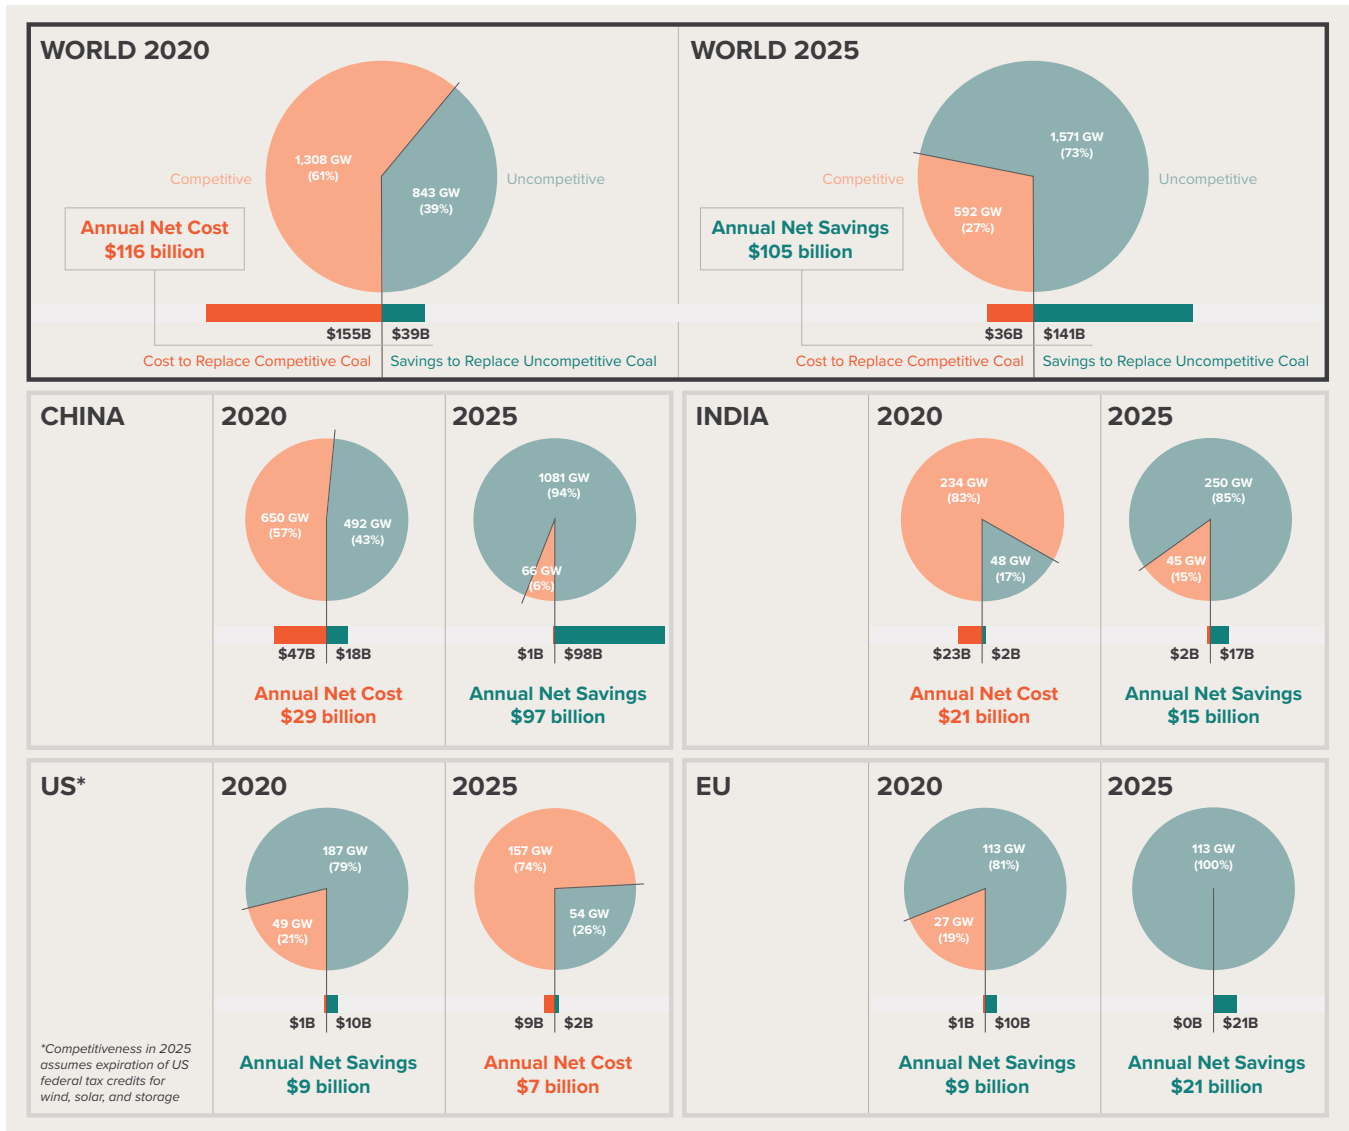 WORLD 2020
1,308 GW
(61%)
843 GW
(39%)
Competitive
Uncompetitive
Annual Net Cost
$116 billion
$155B
$39B
Cost to Replace Competitive Coal
Savings to Replace Uncompetitive Coal
WORLD 2025
1,571 GW
(73%)
592 GW
(27%)
Competitive
Uncompetitive
Annual Net Savings
$105 billion
$36B
$141B
Cost to Replace Competitive Coal
Savings to Replace Uncompetitive Coal
CHINA
2020
650 GW
(57%)
492 GW
(43%)
$47B
$18B
Annual Net Cost
$29 billion
2025
1081 GW
(94%)
66 GW
(6%)
$1B
$98B
Annual Net Savings
$97 billion
INDIA
2020
234 GW
(83%)
48 GW
(17%)
$23B
$2B
Annual Net Cost
$21 billion
2025
250 GW
(85%)
45 GW
(15%)
$2B
$17B
Annual Net Savings
$15 billion
US*
*Competitiveness in 2025
assumes expiration of US
federal tax credits for
wind, solar, and storage
2020
187 GW
(79%)
49 GW
(21%)
$1B
$10B
Annual Net Savings
$9 billion
2025
157 GW
(74%)
54 GW
(26%)
$9B
$2B
Annual Net Cost
$7 billion
EU
2020
113 GW
(81%)
27 GW
(19%)
$1B
$10B
Annual Net Savings
$9 billion
2025
113 GW
(100%)
$0B
$21B
Annual Net Savings
$21 billion